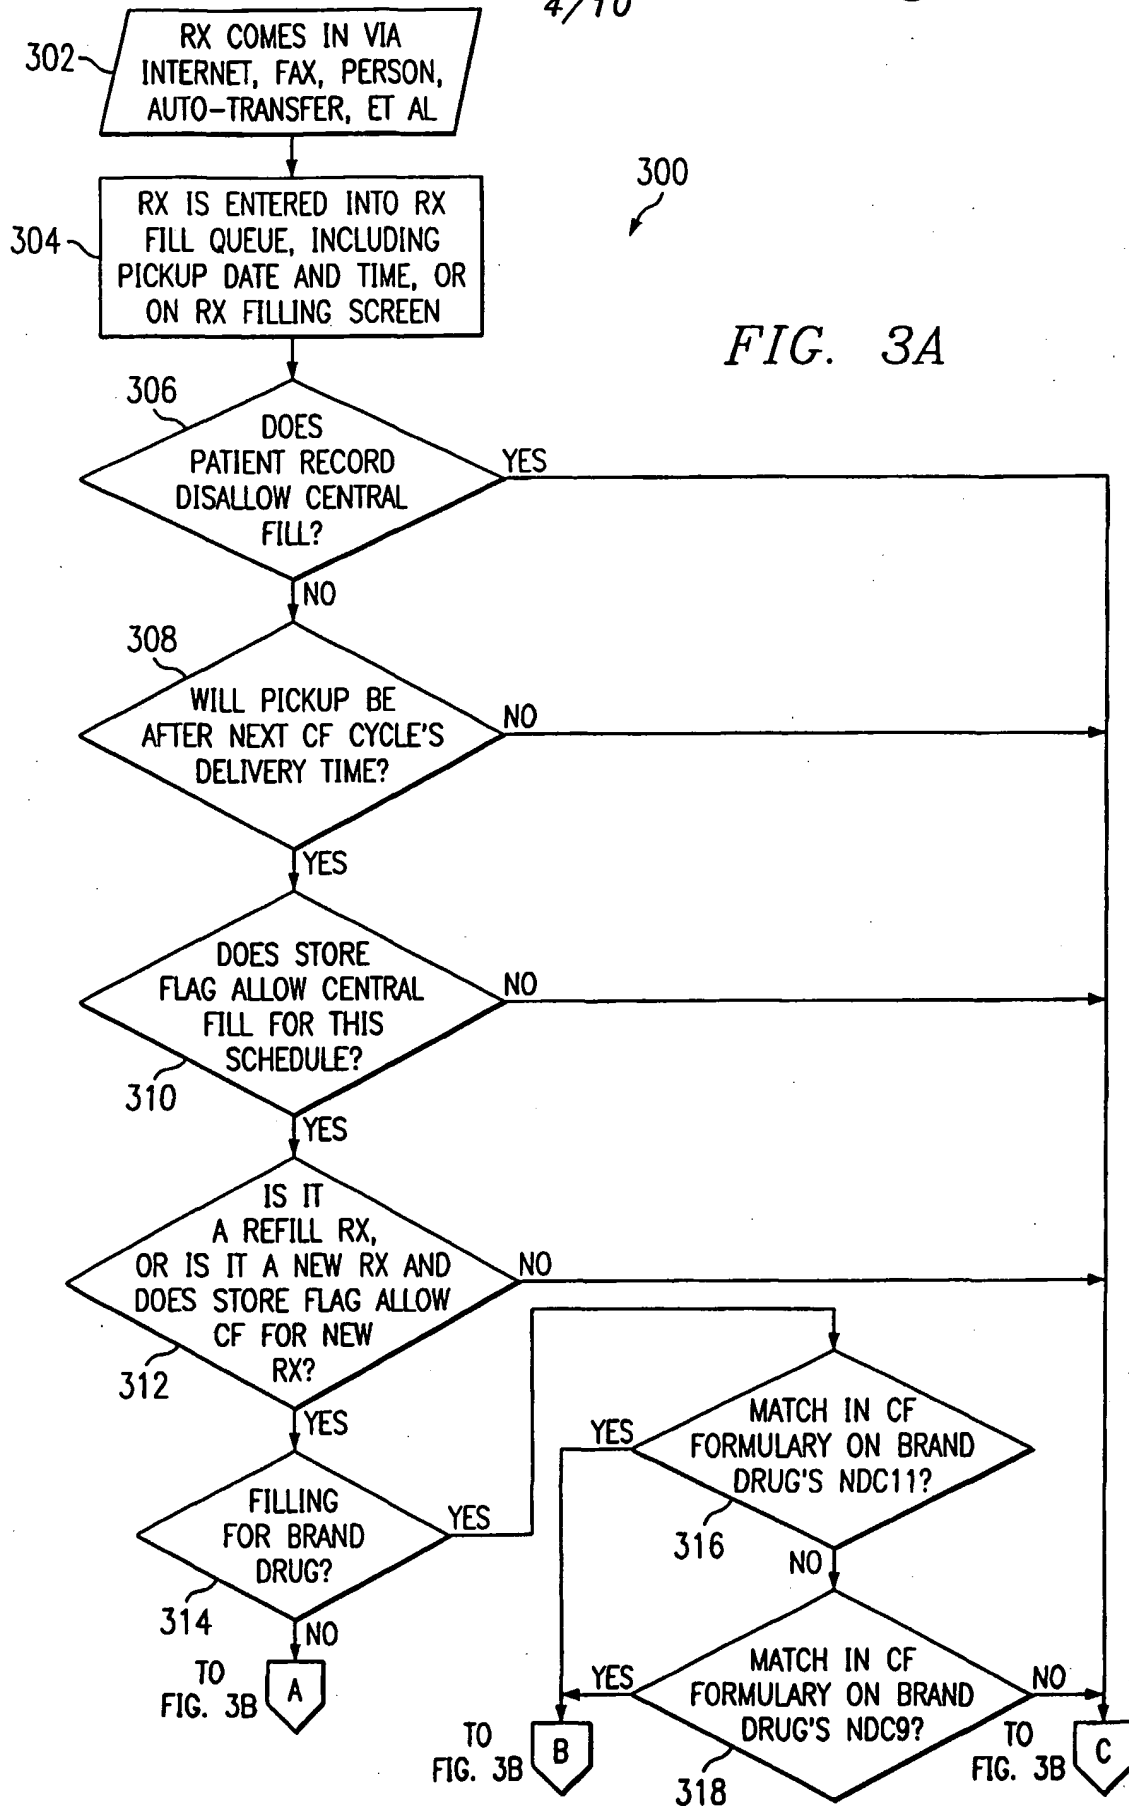 4/10
302
RX COMES IN VIA
INTERNET, FAX, PERSON,
AUTO-TRANSFER, ET AL
300
304
RX IS ENTERED INTO RX
FILL QUEUE, INCLUDING
PICKUP DATE AND TIME, OR
ON RX FILLING SCREEN
FIG. 3A
306
DOES
PATIENT RECORD
DISALLOW CENTRAL
FILL?
YES
NO
308
WILL PICKUP BE
AFTER NEXT CF CYCLE'S
DELIVERY TIME?
NO
YES
DOES STORE
FLAG ALLOW CENTRAL
FILL FOR THIS
SCHEDULE?
NO
310
YES
IS IT
A REFILL RX,
OR IS IT A NEW RX AND
DOES STORE FLAG ALLOW
CF FOR NEW
RX?
NO
312
YES
FILLING
FOR BRAND
DRUG?
YES
314
NO
TO
FIG. 3B
A
MATCH IN CF
FORMULARY ON BRAND
DRUG'S NDC11?
YES
316
NO
MATCH IN CF
FORMULARY ON BRAND
DRUG'S NDC9?
YES
NO
318
TO
FIG. 3B
B
TO
FIG. 3B
C